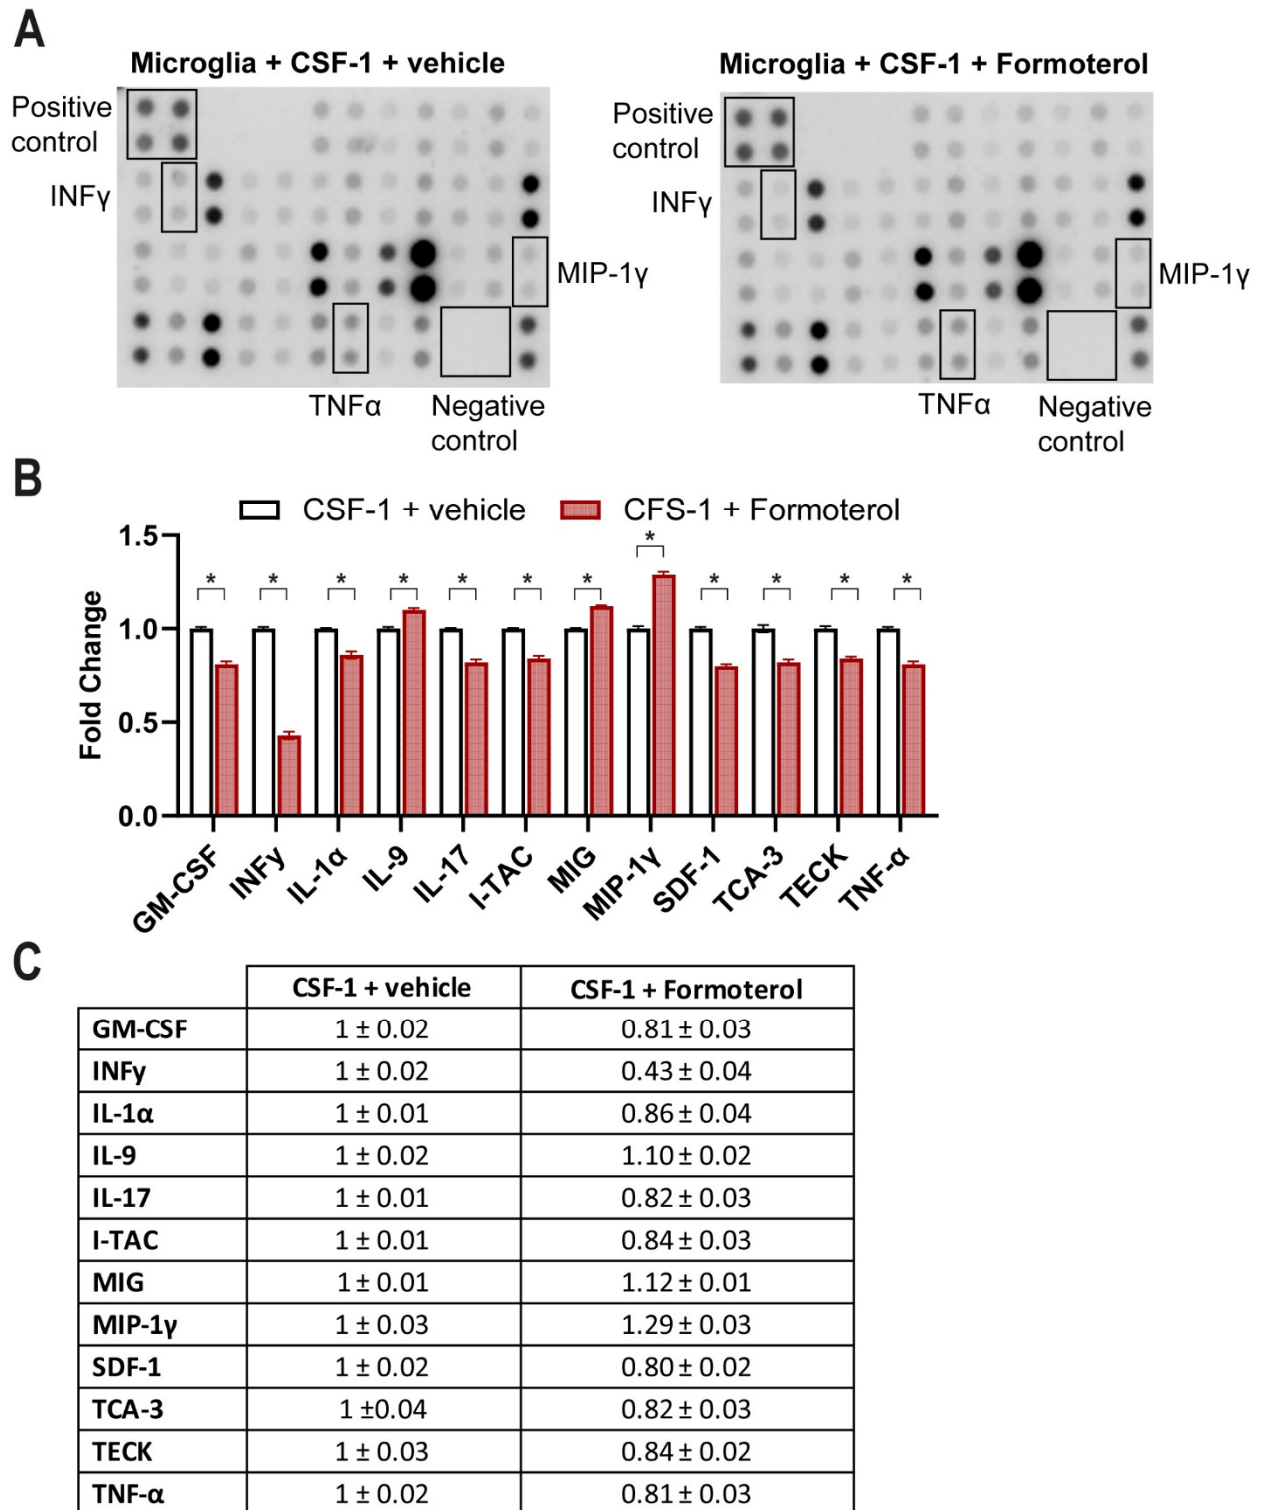 A
Microglia + CSF-1 + vehicle
Microglia + CSF-1 + Formoterol
Positive
control
INFγ
MIP-1γ
TNFα
Negative
control
Positive
control
INFγ
MIP-1γ
TNFα
Negative
control
B
CSF-1 + vehicle
CFS-1 + Formoterol
Fold Change
1.5
1.0
0.5
0.0
* * * * * * * * * * * *
GM-CSF
INFy
IL-1α
IL-9
IL-17
I-TAC
MIG
MIP-1γ
SDF-1
TCA-3
TECK
TNF-α
C
CSF-1 + vehicle CSF-1 + Formoterol
GM-CSF 1 ± 0.02 0.81 ± 0.03
INFy 1 ± 0.02 0.43 ± 0.04
IL-1α 1 ± 0.01 0.86 ± 0.04
IL-9 1 ± 0.02 1.10 ± 0.02
IL-17 1 ± 0.01 0.82 ± 0.03
I-TAC 1 ± 0.01 0.84 ± 0.03
MIG 1 ± 0.01 1.12 ± 0.01
MIP-1γ 1 ± 0.03 1.29 ± 0.03
SDF-1 1 ± 0.02 0.80 ± 0.02
TCA-3 1 ±0.04 0.82 ± 0.03
TECK 1 ± 0.03 0.84 ± 0.02
TNF-α 1 ± 0.02 0.81 ± 0.03